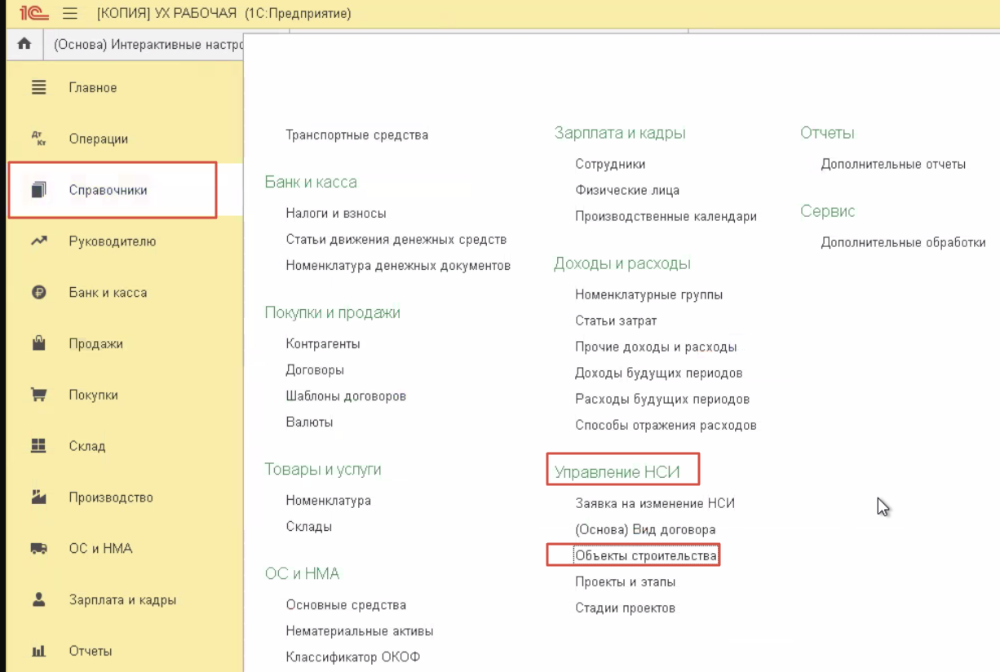 1С [КОПИЯ] УХ РАБОЧАЯ (1С:Предприятие)
(Основа) Интерактивные настро
Главное
Дт Кт Операции
Справочники
Руководителю
Банк и касса
Продажи
Покупки
Склад
Производство
ОС и НМА
Зарплата и кадры
Отчеты
Транспортные средства
Банк и касса
Налоги и взносы
Статьи движения денежных средств
Номенклатура денежных документов
Покупки и продажи
Контрагенты
Договоры
Шаблоны договоров
Валюты
Товары и услуги
Номенклатура
Склады
ОС и НМА
Основные средства
Нематериальные активы
Классификатор ОКОФ
Зарплата и кадры
Сотрудники
Физические лица
Производственные календари
Доходы и расходы
Номенклатурные группы
Статьи затрат
Прочие доходы и расходы
Доходы будущих периодов
Расходы будущих периодов
Способы отражения расходов
Управление НСИ
Заявка на изменение НСИ
(Основа) Вид договора
Объекты строительства
Проекты и этапы
Стадии проектов
Отчеты
Дополнительные отчеты
Сервис
Дополнительные обработки